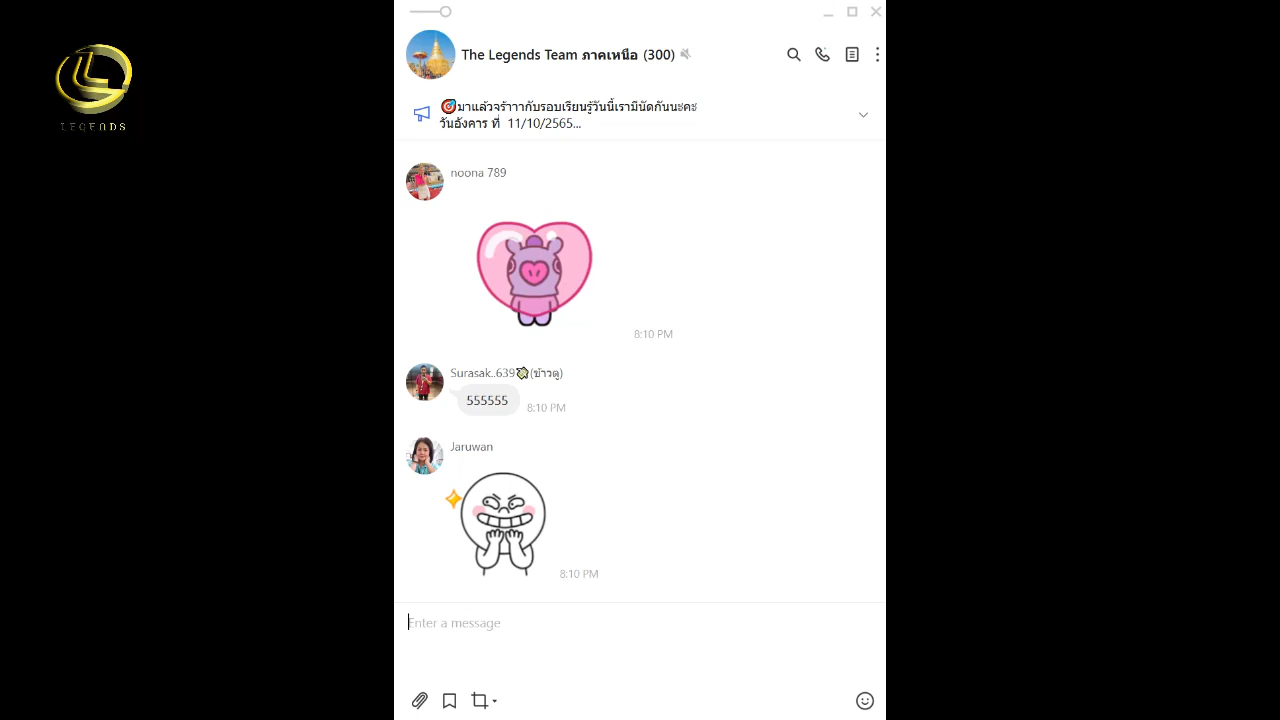 LEGENDS
The Legends Team ภาคเหนือ (300)
🎯มาแล้วจร้าาากับรอบเรียนรู้วันนี้เรามีนัดกันนะคะ
วันอังคาร ที่ 11/10/2565...
noona 789
8:10 PM
Surasak..639(ข้าวตู)
555555
8:10 PM
Jaruwan
8:10 PM
Enter a message